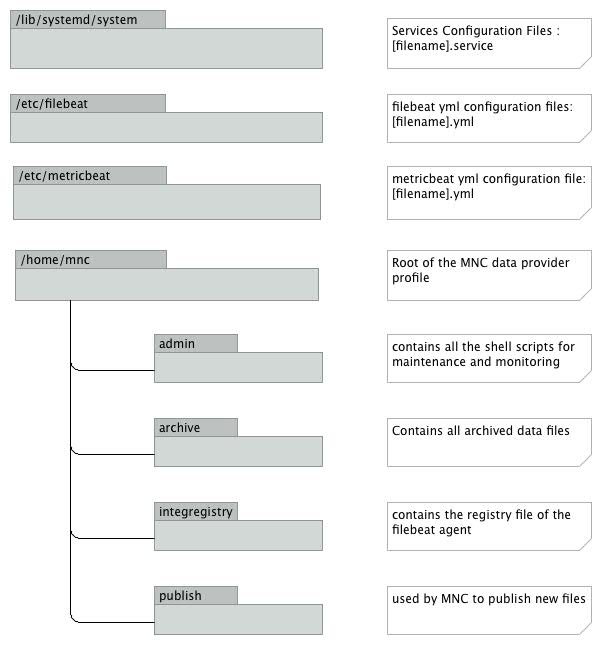 /lib/systemd/system
Services Configuration Files :
[filename].service
/etc/filebeat
filebeat yml configuration files:
[filename].yml
/etc/metricbeat
metricbeat yml configuration file:
[filename].yml
/home/mnc
Root of the MNC data provider
profile
admin
contains all the shell scripts for
maintenance and monitoring
archive
Contains all archived data files
integregistry
contains the registry file of the
filebeat agent
publish
used by MNC to publish new files